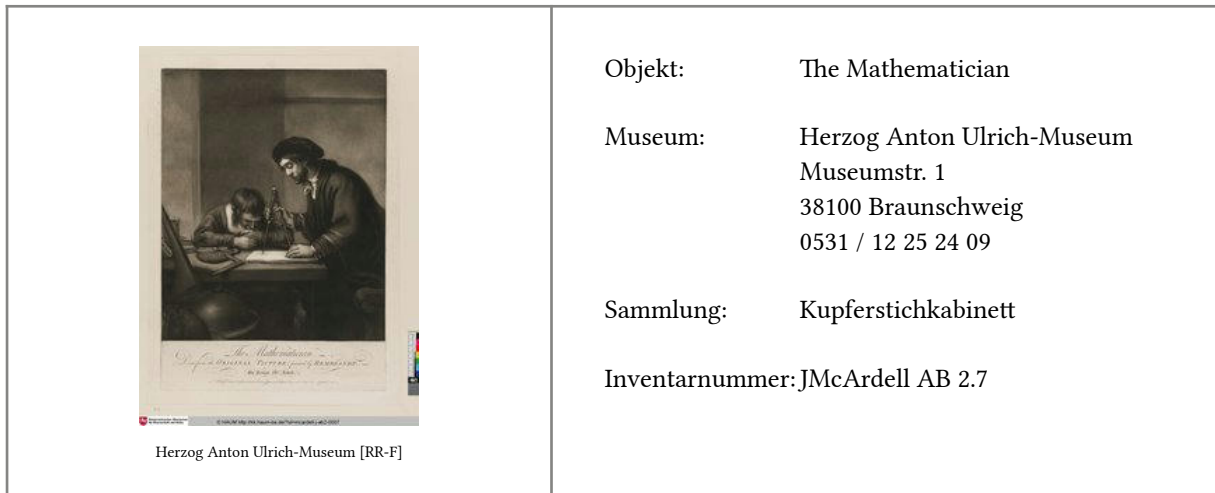 The Mathematician
Herzog Anton Ulrich-Museum [RR-F]
Objekt: The Mathematician
Museum: Herzog Anton Ulrich-Museum
Museumstr. 1
38100 Braunschweig
0531 / 12 25 24 09
Sammlung: Kupferstichkabinett
Inventarnummer: JMcArdell AB 2.7